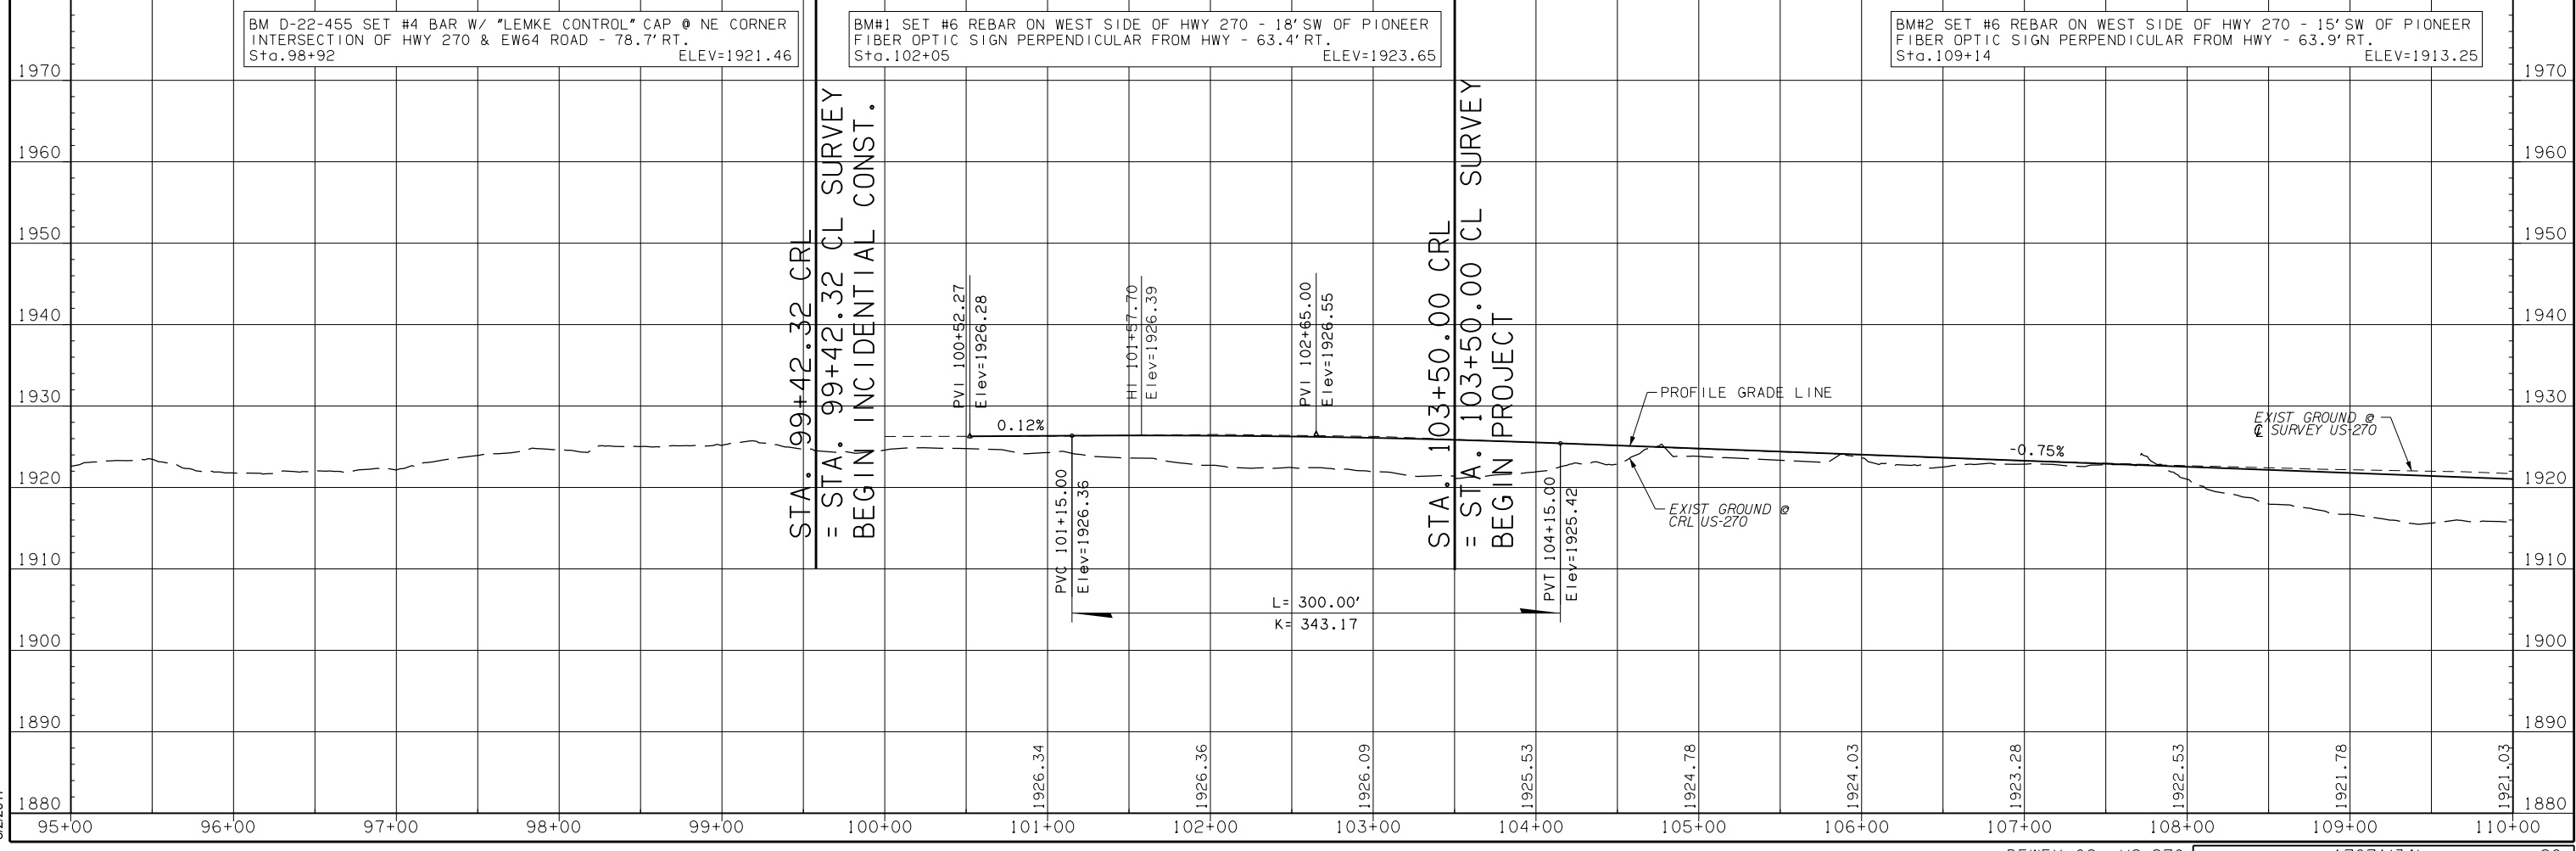 BM D-22-455 SET #4 BAR W/ "LEMKE CONTROL" CAP @ NE CORNER
INTERSECTION OF HWY 270 & EW64 ROAD - 78.7' RT.
Sta.98+92 ELEV=1921.46
BM#1 SET #6 REBAR ON WEST SIDE OF HWY 270 - 18' SW OF PIONEER
FIBER OPTIC SIGN PERPENDICULAR FROM HWY - 63.4' RT.
Sta.102+05 ELEV=1923.65
BM#2 SET #6 REBAR ON WEST SIDE OF HWY 270 - 15' SW OF PIONEER
FIBER OPTIC SIGN PERPENDICULAR FROM HWY - 63.9' RT.
Sta.109+14 ELEV=1913.25
1970
1960
1950
1940
1930
1920
1910
1900
1890
1880
STA. 99+42.32 CRL
= STA. 99+42.32 CL SURVEY
BEGIN INCIDENTIAL CONST.
PVI 100+52.27
Elev=1926.28
0.12%
PVC 101+15.00
Elev=1926.36
HI 101+57.70
Elev=1926.39
PVI 102+65.00
Elev=1926.55
L= 300.00'
K= 343.17
STA. 103+50.00 CRL
= STA. 103+50.00 CL SURVEY
BEGIN PROJECT
PVT 104+15.00
Elev=1925.42
PROFILE GRADE LINE
EXIST GROUND @
CRL US-270
-0.75%
EXIST GROUND @
℄ SURVEY US-270
1970
1960
1950
1940
1930
1920
1910
1900
1890
1880
1926.34
1926.36
1926.09
1925.53
1924.78
1924.03
1923.28
1922.53
1921.78
1921.03
95+00
96+00
97+00
98+00
99+00
100+00
101+00
102+00
103+00
104+00
105+00
106+00
107+00
108+00
109+00
110+00